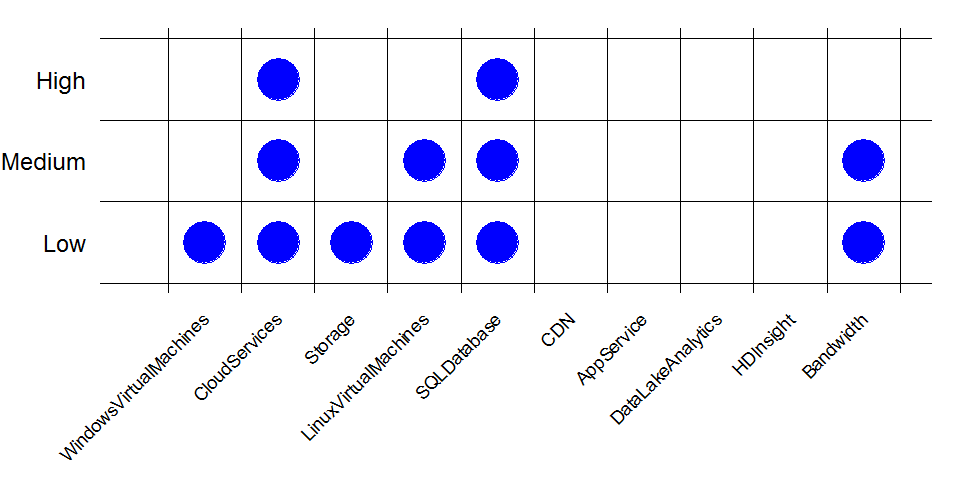 High
Medium
Low
WindowsVirtualMachines
CloudServices
Storage
LinuxVirtualMachines
SQLDatabase
CDN
AppService
DataLakeAnalytics
HDInsight
Bandwidth